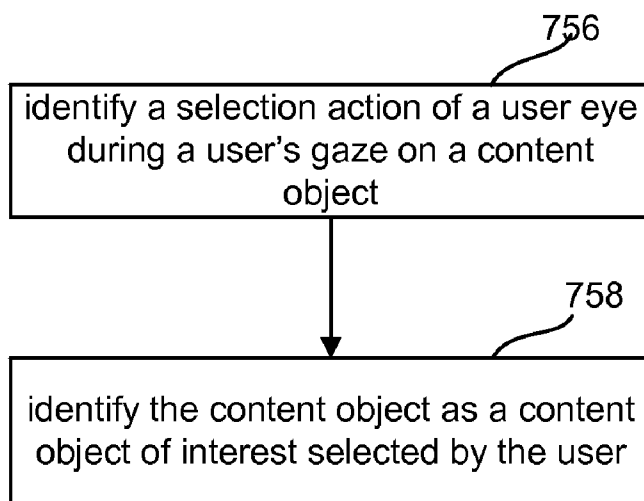 756
identify a selection action of a user eye
during a user's gaze on a content
object
758
identify the content object as a content
object of interest selected by the user